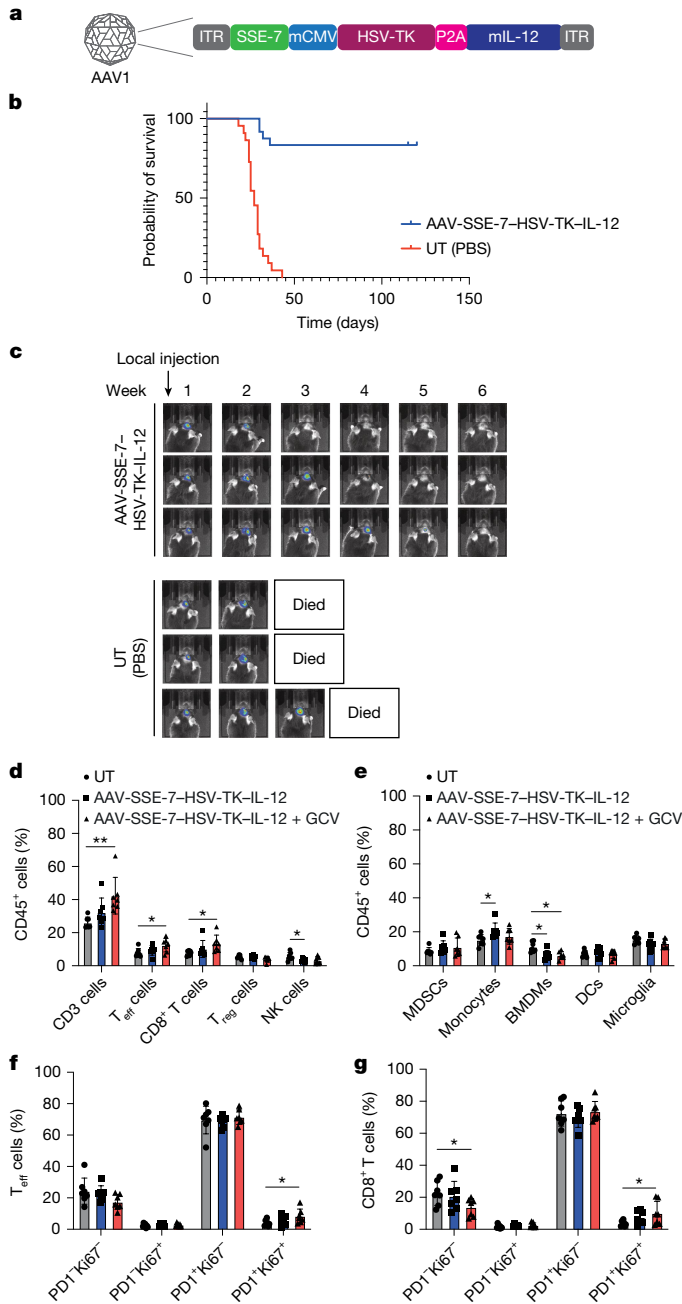 a
ITR SSE-7 mCMV HSV-TK P2A mIL-12 ITR
AAV1
b
Probability of survival
100
50
0
0 50 100 150
Time (days)
AAV-SSE-7–HSV-TK–IL-12
UT (PBS)
c
Local injection
Week 1 2 3 4 5 6
AAV-SSE-7–
HSV-TK–IL-12
UT
(PBS)
Died
Died
Died
d
UT
AAV-SSE-7–HSV-TK–IL-12
AAV-SSE-7–HSV-TK–IL-12 + GCV
CD45+ cells (%)
100
80
60
40
20
0
**
*
*
*
CD3 cells
Teff cells
CD8+ T cells
Treg cells
NK cells
e
UT
AAV-SSE-7–HSV-TK–IL-12
AAV-SSE-7–HSV-TK–IL-12 + GCV
CD45+ cells (%)
100
80
60
40
20
0
*
*
*
MDSCs
Monocytes
BMDMs
DCs
Microglia
f
Teff cells (%)
100
80
60
40
20
0
*
PD1−Ki67−
PD1−Ki67+
PD1+Ki67−
PD1+Ki67+
g
CD8+ T cells (%)
100
80
60
40
20
0
*
*
PD1−Ki67−
PD1−Ki67+
PD1+Ki67−
PD1+Ki67+